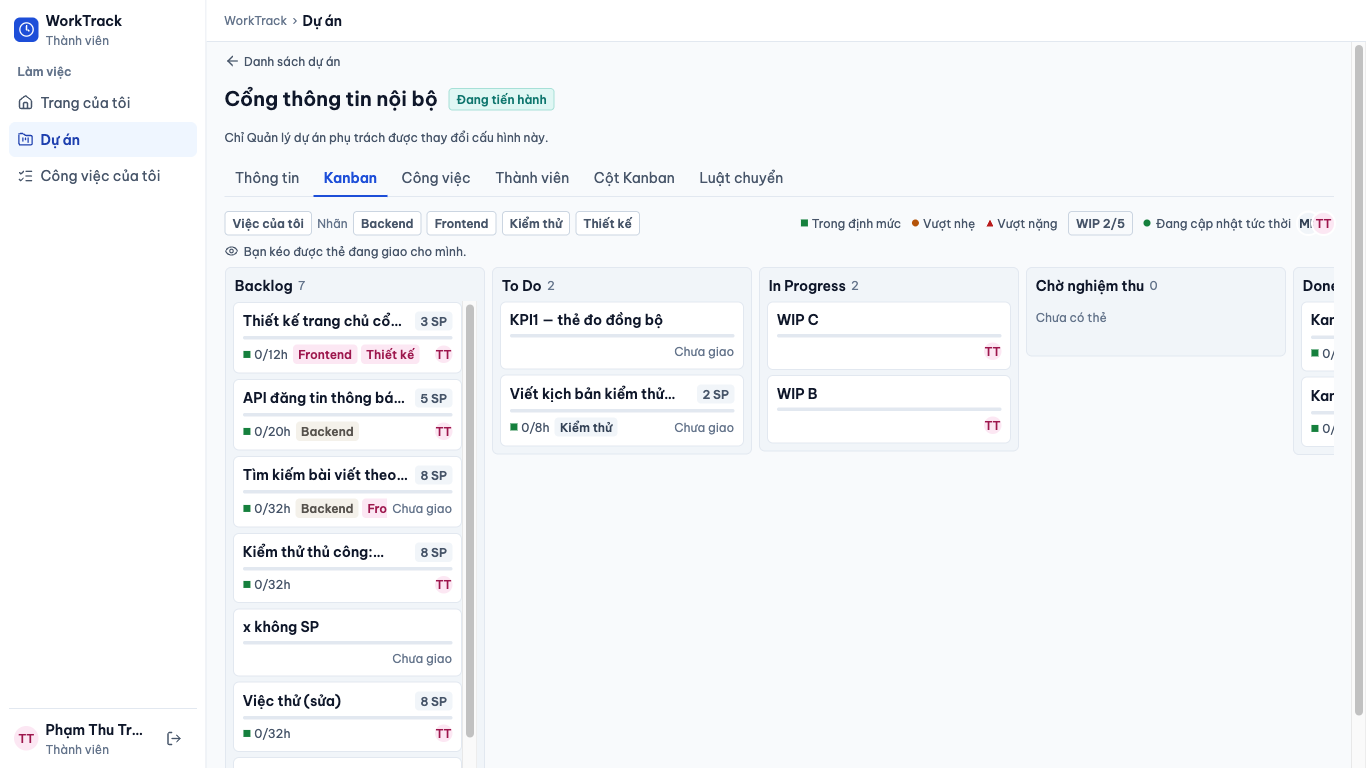 WorkTrack
Thành viên
Làm việc
Trang của tôi
Dự án
Công việc của tôi
TT
Phạm Thu Tr...
Thành viên
WorkTrack › Dự án
Danh sách dự án
Cổng thông tin nội bộ
Đang tiến hành
Chỉ Quản lý dự án phụ trách được thay đổi cấu hình này.
Thông tin Kanban Công việc Thành viên Cột Kanban Luật chuyển
Việc của tôi Nhãn Backend Frontend Kiểm thử Thiết kế
Trong định mức Vượt nhẹ Vượt nặng WIP 2/5 Đang cập nhật tức thời TT
Bạn kéo được thẻ đang giao cho mình.
Backlog 7
Thiết kế trang chủ cổ... 3 SP
0/12h Frontend Thiết kế TT
API đăng tin thông bá... 5 SP
0/20h Backend TT
Tìm kiếm bài viết theo... 8 SP
0/32h Backend Fro Chưa giao
Kiểm thử thủ công:... 8 SP
0/32h TT
x không SP
Chưa giao
Việc thử (sửa) 8 SP
0/32h TT
To Do 2
KPI1 — thẻ đo đồng bộ
Chưa giao
Viết kịch bản kiểm thử... 2 SP
0/8h Kiểm thử Chưa giao
In Progress 2
WIP C
TT
WIP B
TT
Chờ nghiệm thu 0
Chưa có thẻ
Done
Kan
0/
Kan
0/